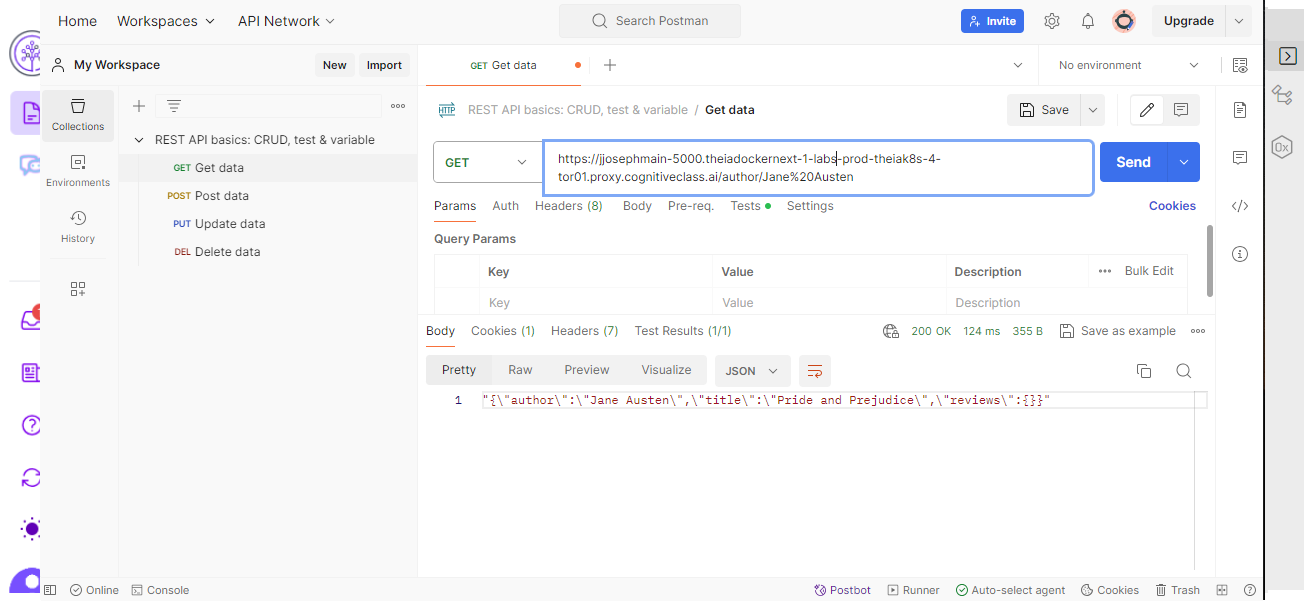 Home Workspaces API Network Search Postman Invite Upgrade
My Workspace New Import GET Get data No environment
Collections
Environments
History
REST API basics: CRUD, test & variable
GET Get data
POST Post data
PUT Update data
DEL Delete data
HTTP REST API basics: CRUD, test & variable / Get data Save
GET
https://jjosephmain-5000.theiadockernext-1-labs-prod-theiak8s-4-
tor01.proxy.cognitiveclass.ai/author/Jane%20Austen
Send
Params Auth Headers (8) Body Pre-req. Tests Settings Cookies
Query Params
Key Value Description Bulk Edit
Key Value Description
Body Cookies (1) Headers (7) Test Results (1/1) 200 OK 124 ms 355 B Save as example
Pretty Raw Preview Visualize JSON
1 "{\"author\":\"Jane Austen\",\"title\":\"Pride and Prejudice\",\"reviews\":{}}"
Online Console Postbot Runner Auto-select agent Cookies Trash
0x